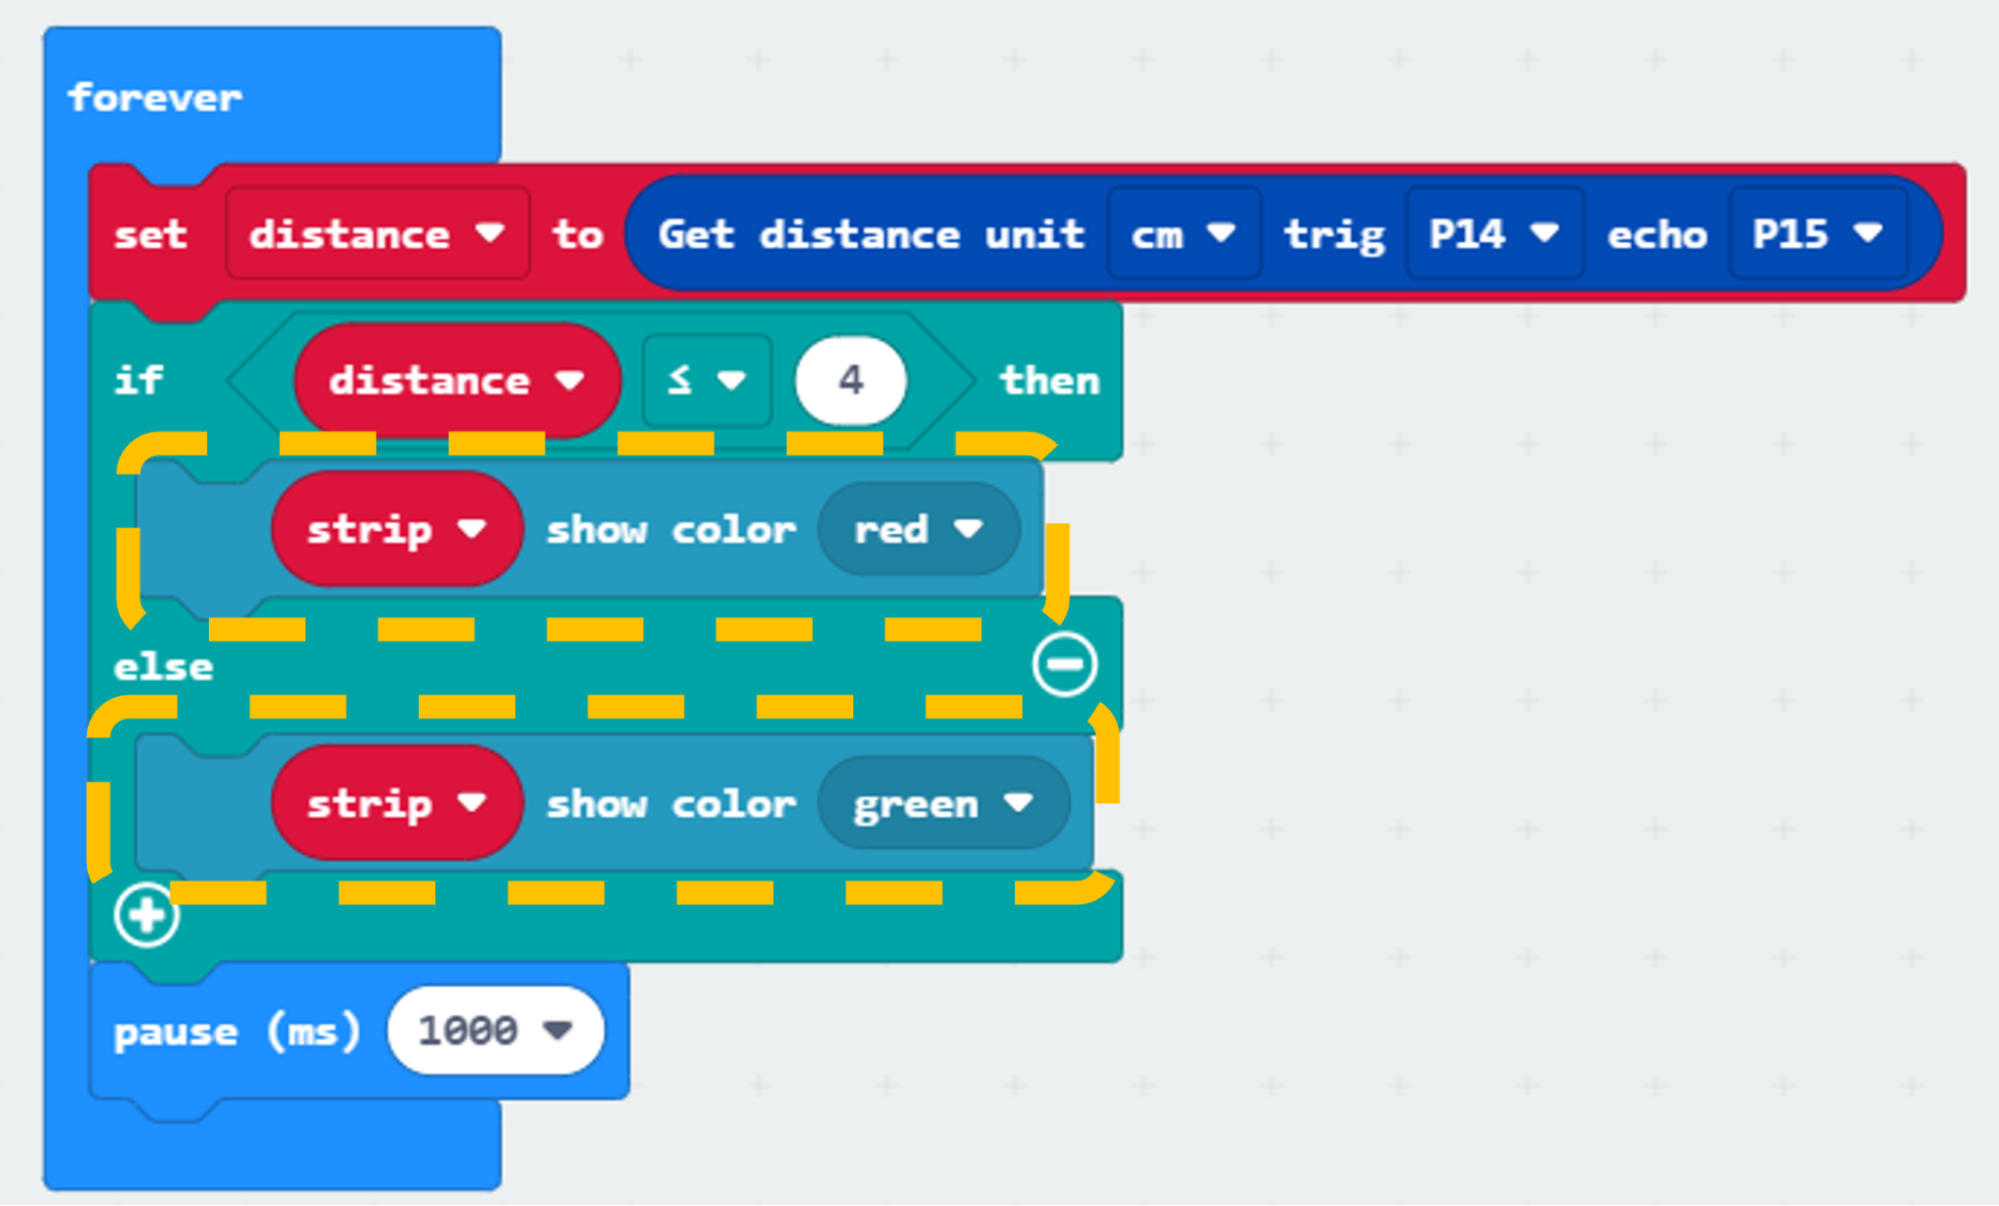 forever
set distance to Get distance unit cm trig P14 echo P15
if distance ≤ 4 then
strip show color red
else
strip show color green
pause (ms) 1000